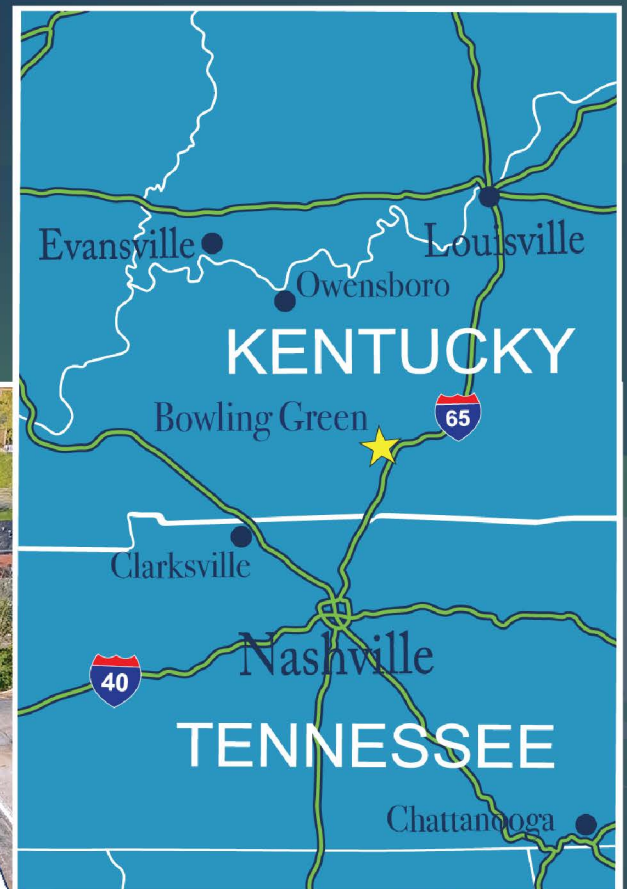 Evansville
Louisville
Owensboro
KENTUCKY
Bowling Green
65
Clarksville
Nashville
40
TENNESSEE
Chattanooga